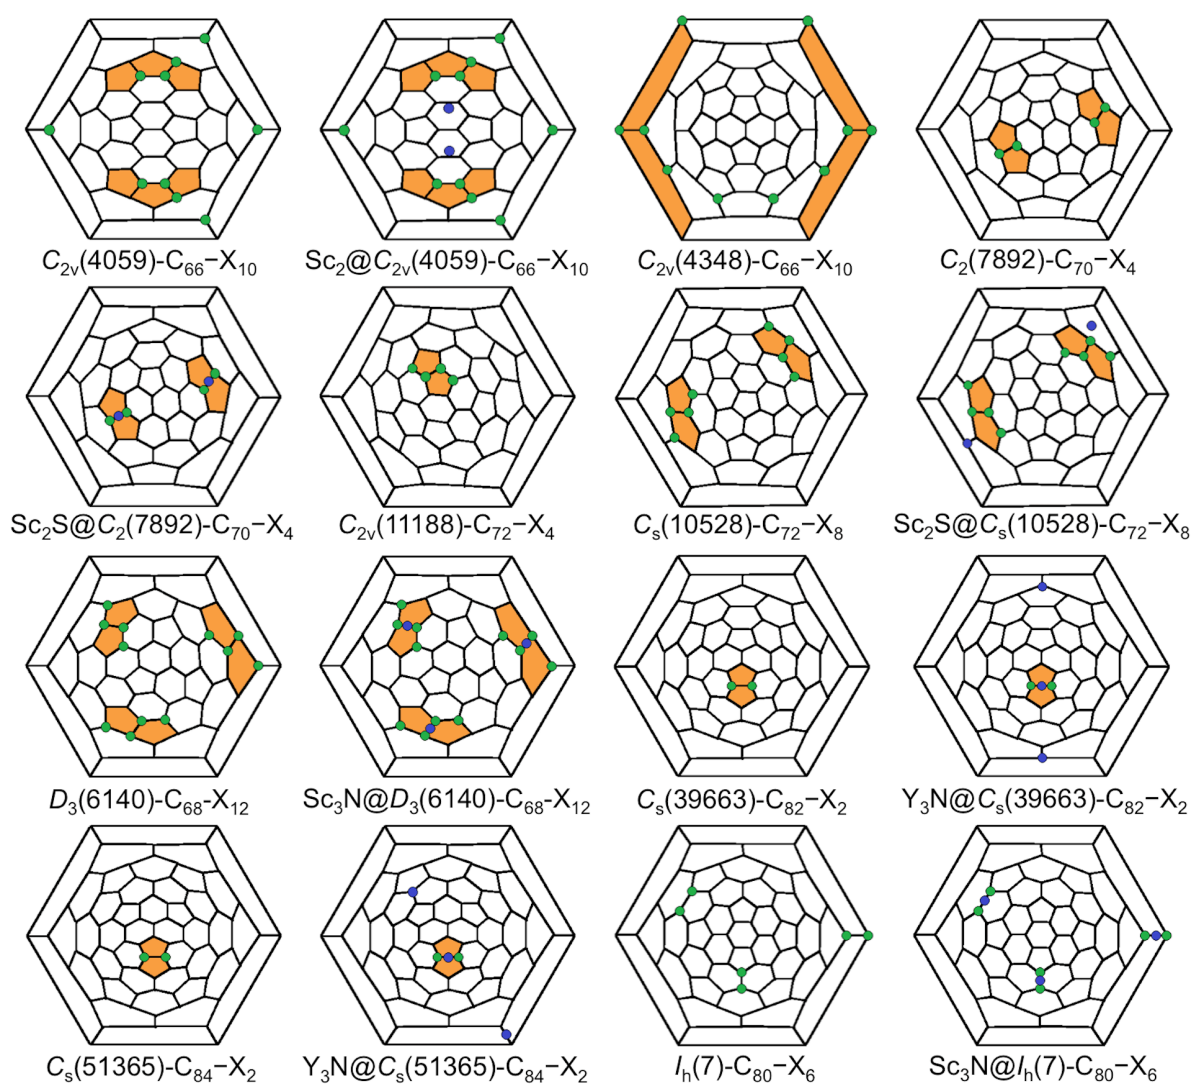 C2v(4059)-C66−X10
Sc2@C2v(4059)-C66−X10
C2v(4348)-C66−X10
C2(7892)-C70−X4
Sc2S@C2(7892)-C70−X4
C2v(11188)-C72−X4
Cs(10528)-C72−X8
Sc2S@Cs(10528)-C72−X8
D3(6140)-C68-X12
Sc3N@D3(6140)-C68-X12
Cs(39663)-C82−X2
Y3N@Cs(39663)-C82−X2
Cs(51365)-C84−X2
Y3N@Cs(51365)-C84−X2
Ih(7)-C80−X6
Sc3N@Ih(7)-C80−X6